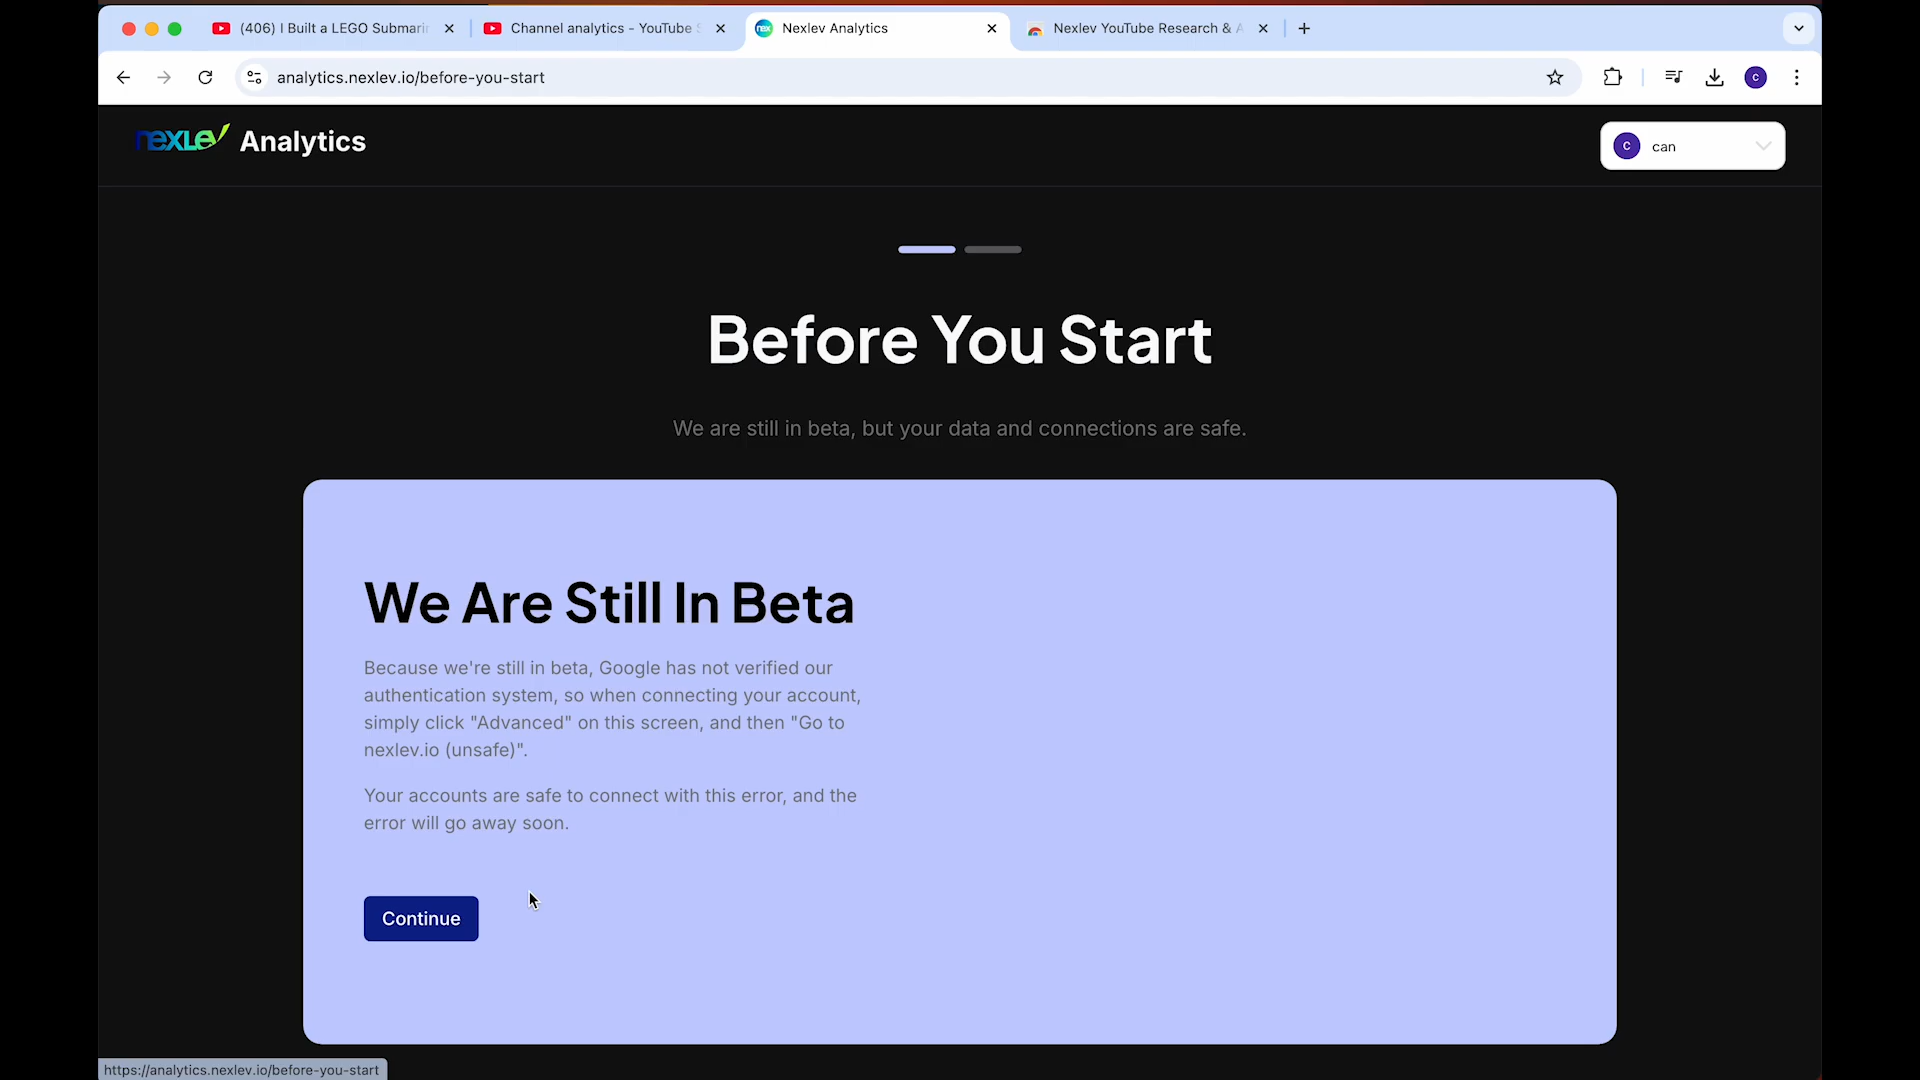 (406) I Built a LEGO Submari
Channel analytics - YouTube S
Nexlev Analytics
Nexlev YouTube Research & A
analytics.nexlev.io/before-you-start
C
nexlev Analytics
C can
Before You Start
We are still in beta, but your data and connections are safe.
We Are Still In Beta
Because we're still in beta, Google has not verified our
authentication system, so when connecting your account,
simply click "Advanced" on this screen, and then "Go to
nexlev.io (unsafe)".
Your accounts are safe to connect with this error, and the
error will go away soon.
Continue
https://analytics.nexlev.io/before-you-start